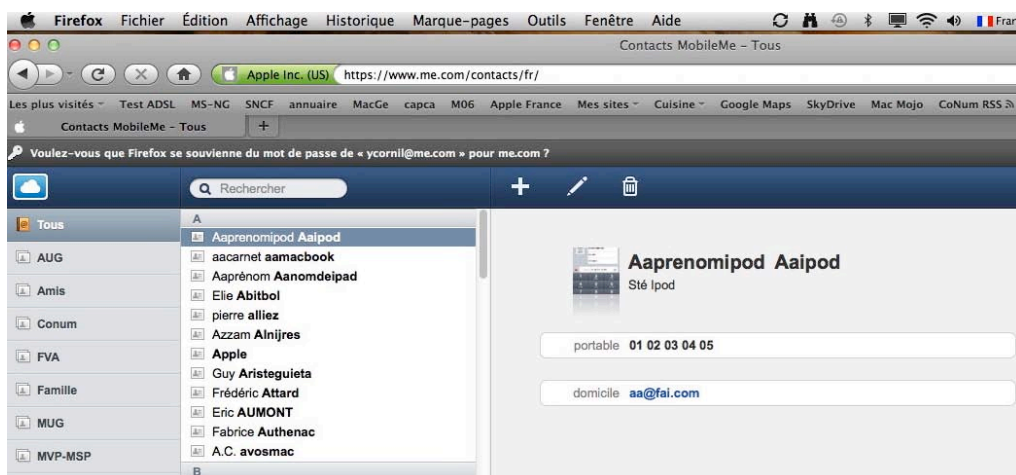 Firefox Fichier Édition Affichage Historique Marque-pages Outils Fenêtre Aide
Contacts MobileMe – Tous
Apple Inc. (US) https://www.me.com/contacts/fr/
Les plus visités Test ADSL MS-NG SNCF annuaire MacGe capca M06 Apple France Mes sites Cuisine Google Maps SkyDrive Mac Mojo CoNum RSS
Contacts MobileMe – Tous +
Voulez-vous que Firefox se souvienne du mot de passe de « ycornil@me.com » pour me.com ?
Rechercher
Tous
AUG
Amis
Conum
FVA
Famille
MUG
MVP-MSP
A
Aaprenomipod Aaipod
aacarnet aamacbook
Aaprénom Aanomdeipad
Elie Abitbol
pierre alliez
Azzam Alnijres
Apple
Guy Aristeguieta
Frédéric Attard
Eric AUMONT
Fabrice Authenac
A.C. avosmac
B
Aaprenomipod Aaipod
Sté Ipod
portable 01 02 03 04 05
domicile aa@fai.com